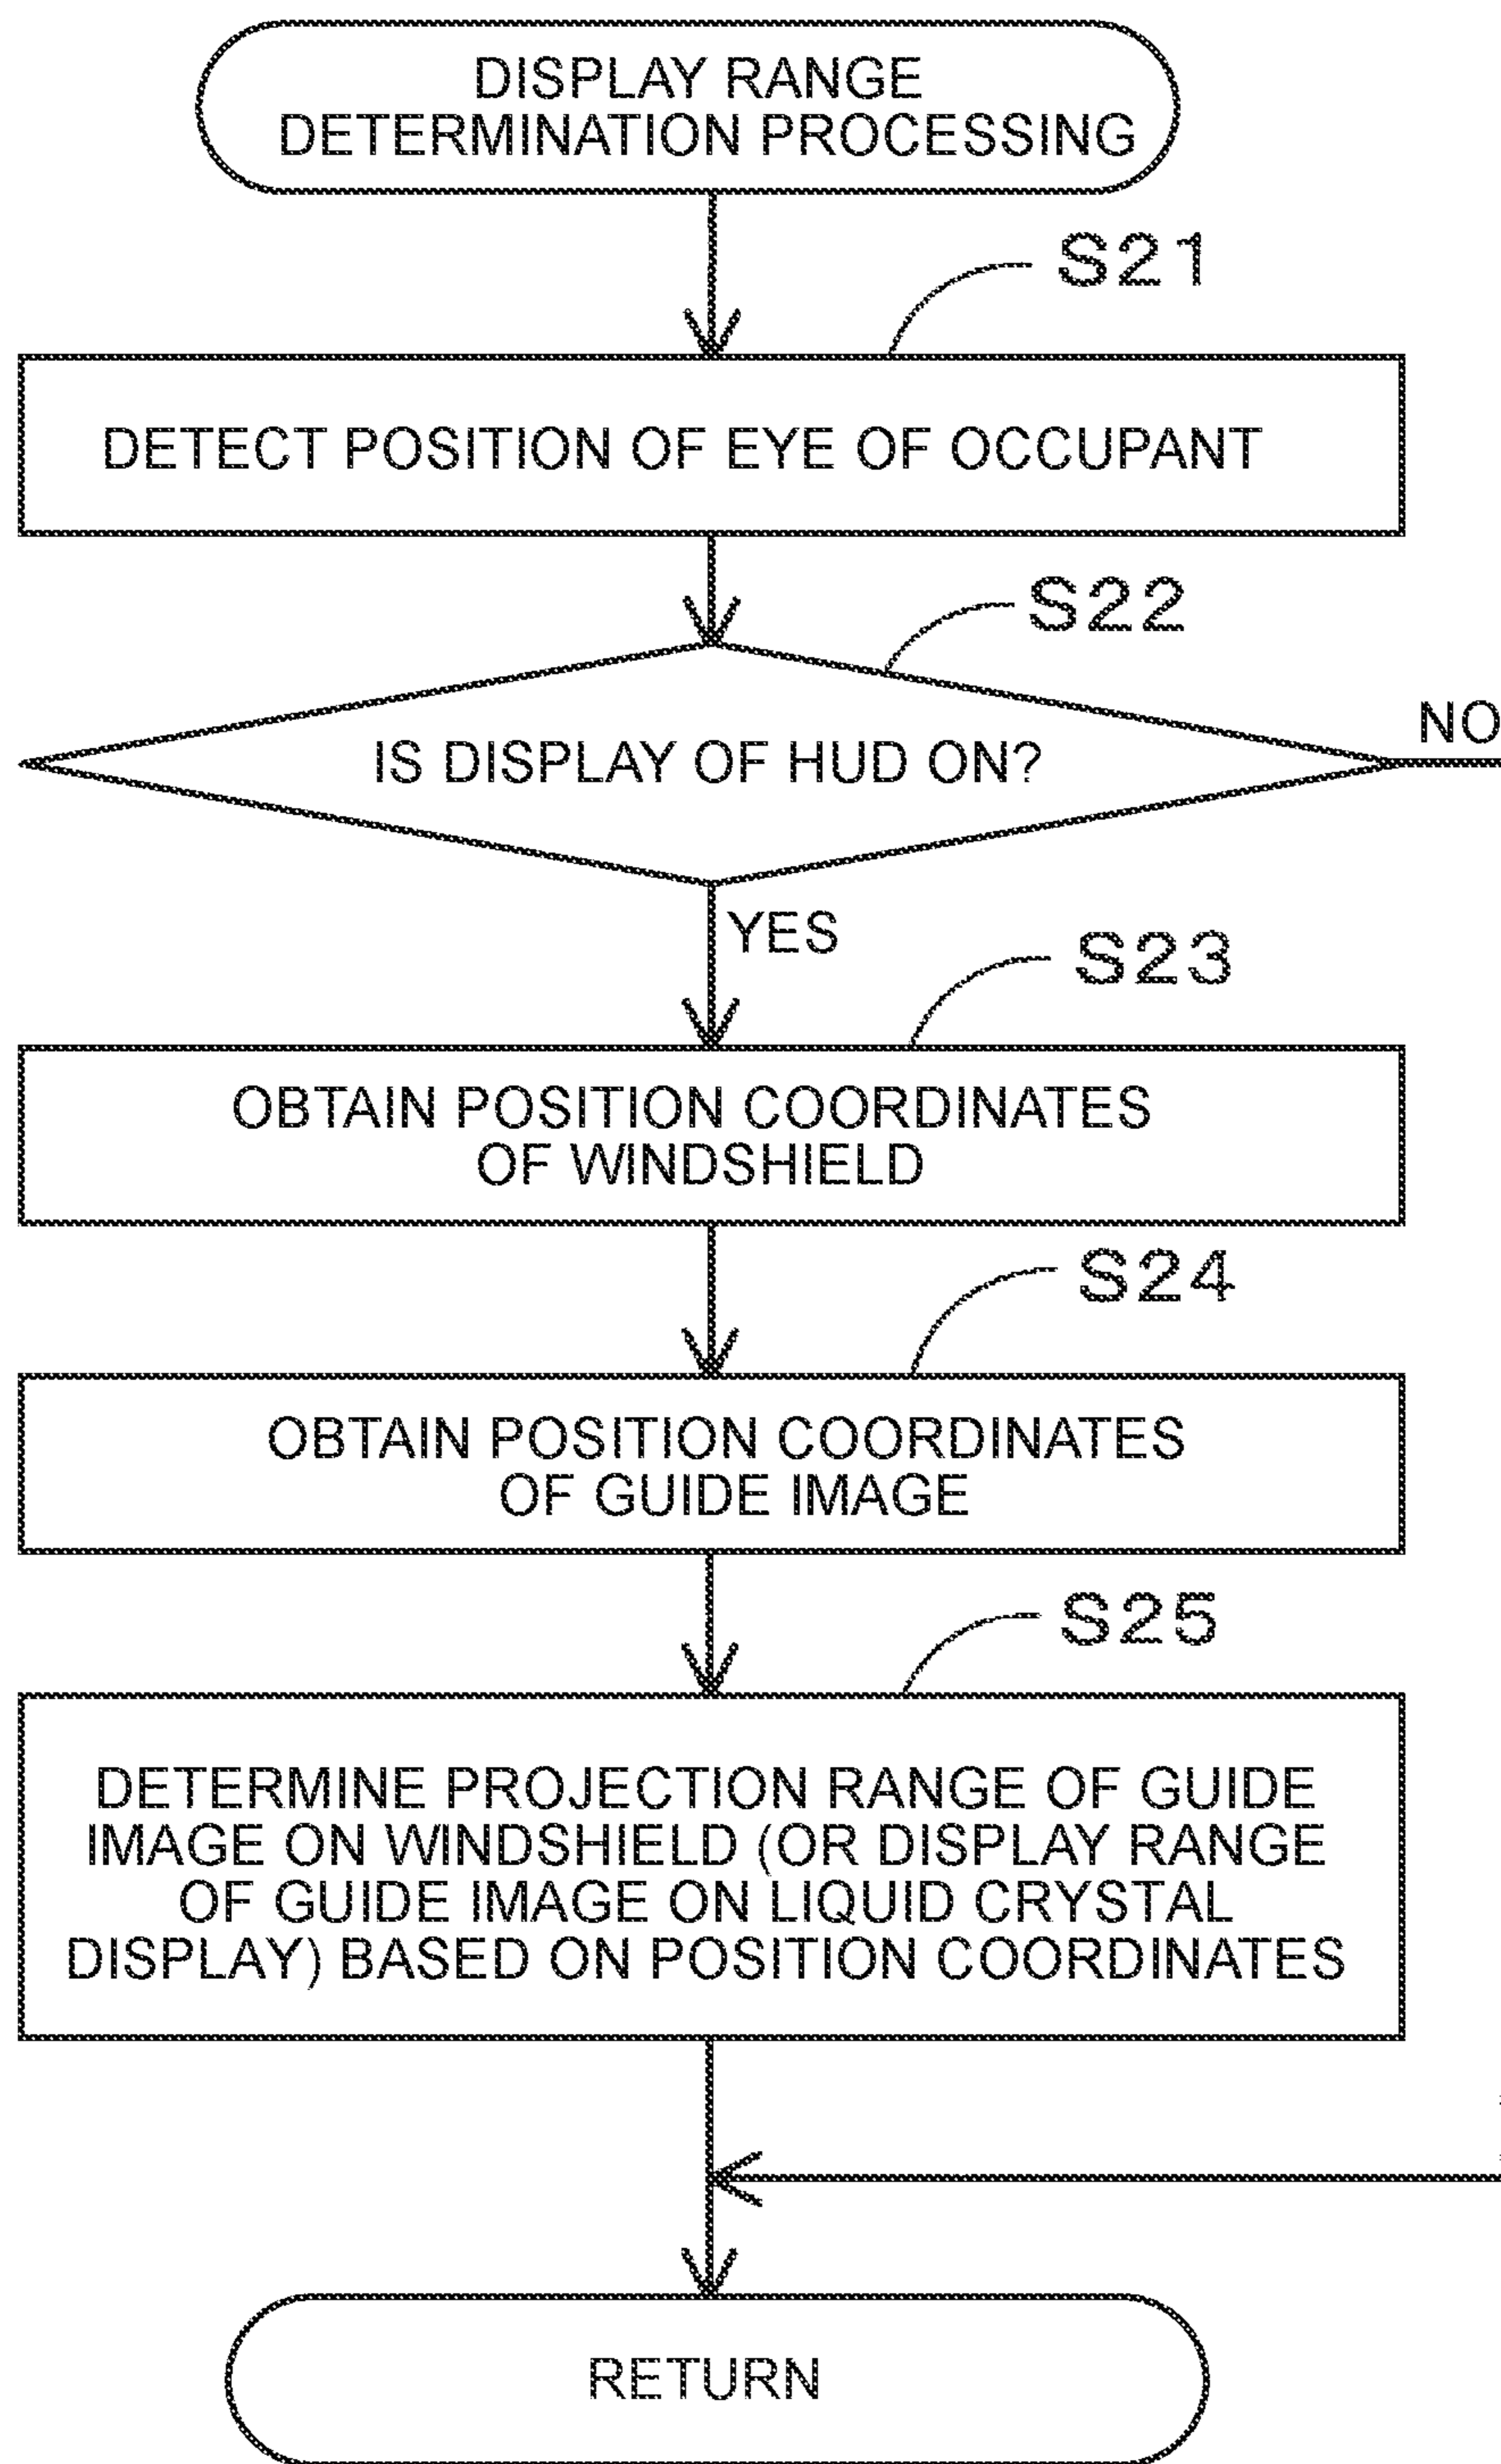 DISPLAY RANGE
DETERMINATION PROCESSING
S21
DETECT POSITION OF EYE OF OCCUPANT
S22
IS DISPLAY OF HUD ON?
NO
YES
S23
OBTAIN POSITION COORDINATES
OF WINDSHIELD
S24
OBTAIN POSITION COORDINATES
OF GUIDE IMAGE
S25
DETERMINE PROJECTION RANGE OF GUIDE
IMAGE ON WINDSHIELD (OR DISPLAY RANGE
OF GUIDE IMAGE ON LIQUID CRYSTAL
DISPLAY) BASED ON POSITION COORDINATES
RETURN